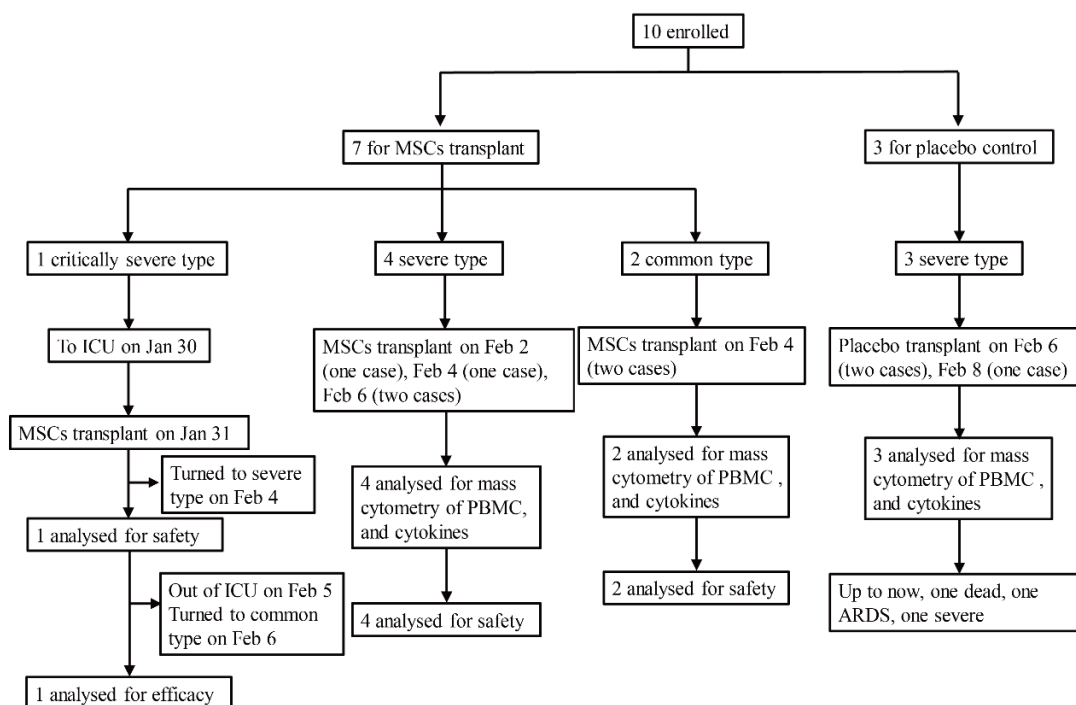 10 enrolled
7 for MSCs transplant
3 for placebo control
1 critically severe type
4 severe type
2 common type
3 severe type
To ICU on Jan 30
MSCs transplant on Feb 2
(one case), Feb 4 (one case),
Feb 6 (two cases)
MSCs transplant on Feb 4
(two cases)
Placebo transplant on Feb 6
(two cases), Feb 8 (one case)
MSCs transplant on Jan 31
Turned to severe
type on Feb 4
4 analysed for mass
cytometry of PBMC,
and cytokines
2 analysed for mass
cytometry of PBMC ,
and cytokines
3 analysed for mass
cytometry of PBMC ,
and cytokines
1 analysed for safety
Out of ICU on Feb 5
Turned to common
type on Feb 6
4 analysed for safety
2 analysed for safety
Up to now, one dead, one
ARDS, one severe
1 analysed for efficacy